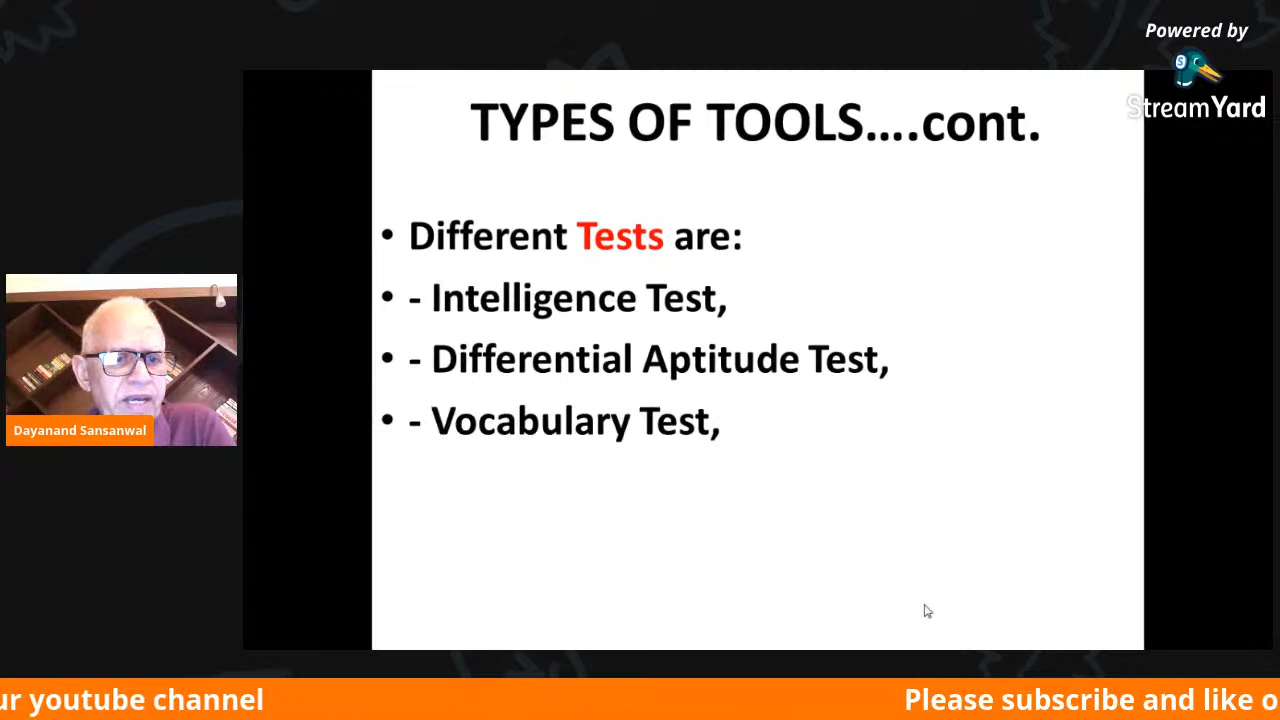 Powered by
StreamYard
TYPES OF TOOLS....cont.
• Different Tests are:
• - Intelligence Test,
• - Differential Aptitude Test,
• - Vocabulary Test,
Dayanand Sansanwal
ur youtube channel
Please subscribe and like o